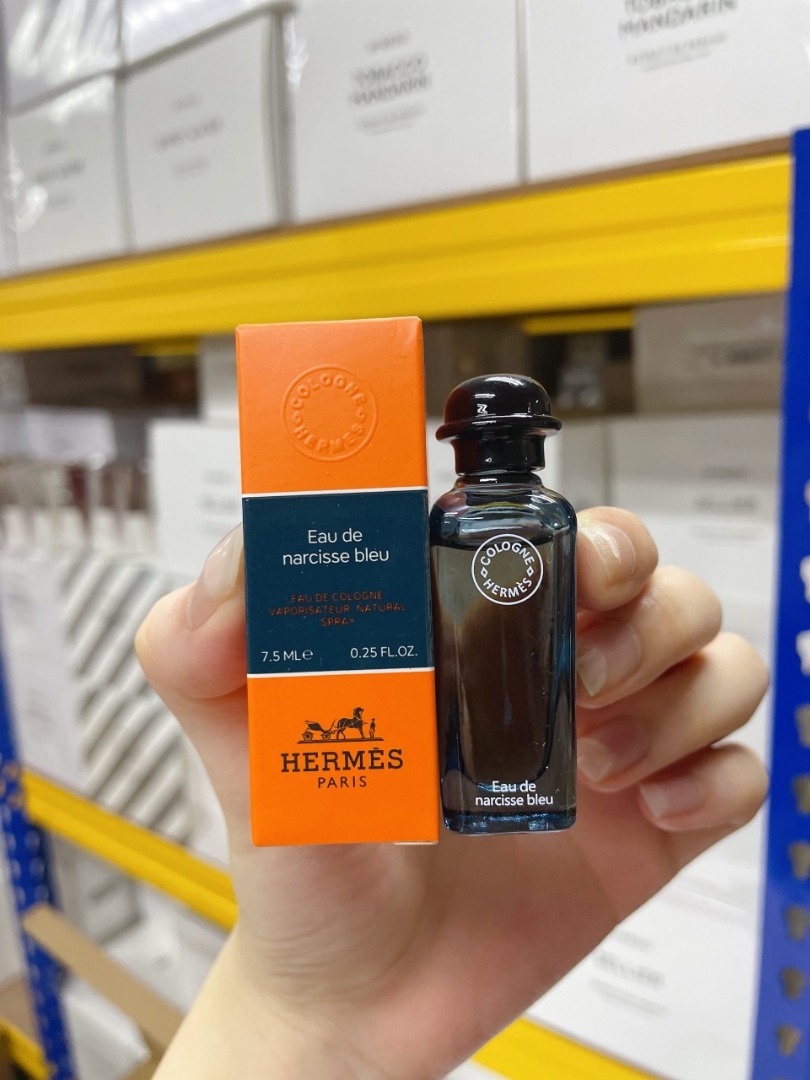 TOBACCO
MANDARIN
MANDARIN
COLOGNE
HERMÈS
Eau de
narcisse bleu
EAU DE COLOGNE
VAPORISATEUR NATURAL
SPRAY
7.5 ML℮ 0.25 FL.OZ.
HERMÈS
PARIS
COLOGNE
HERMÈS
Eau de
narcisse bleu